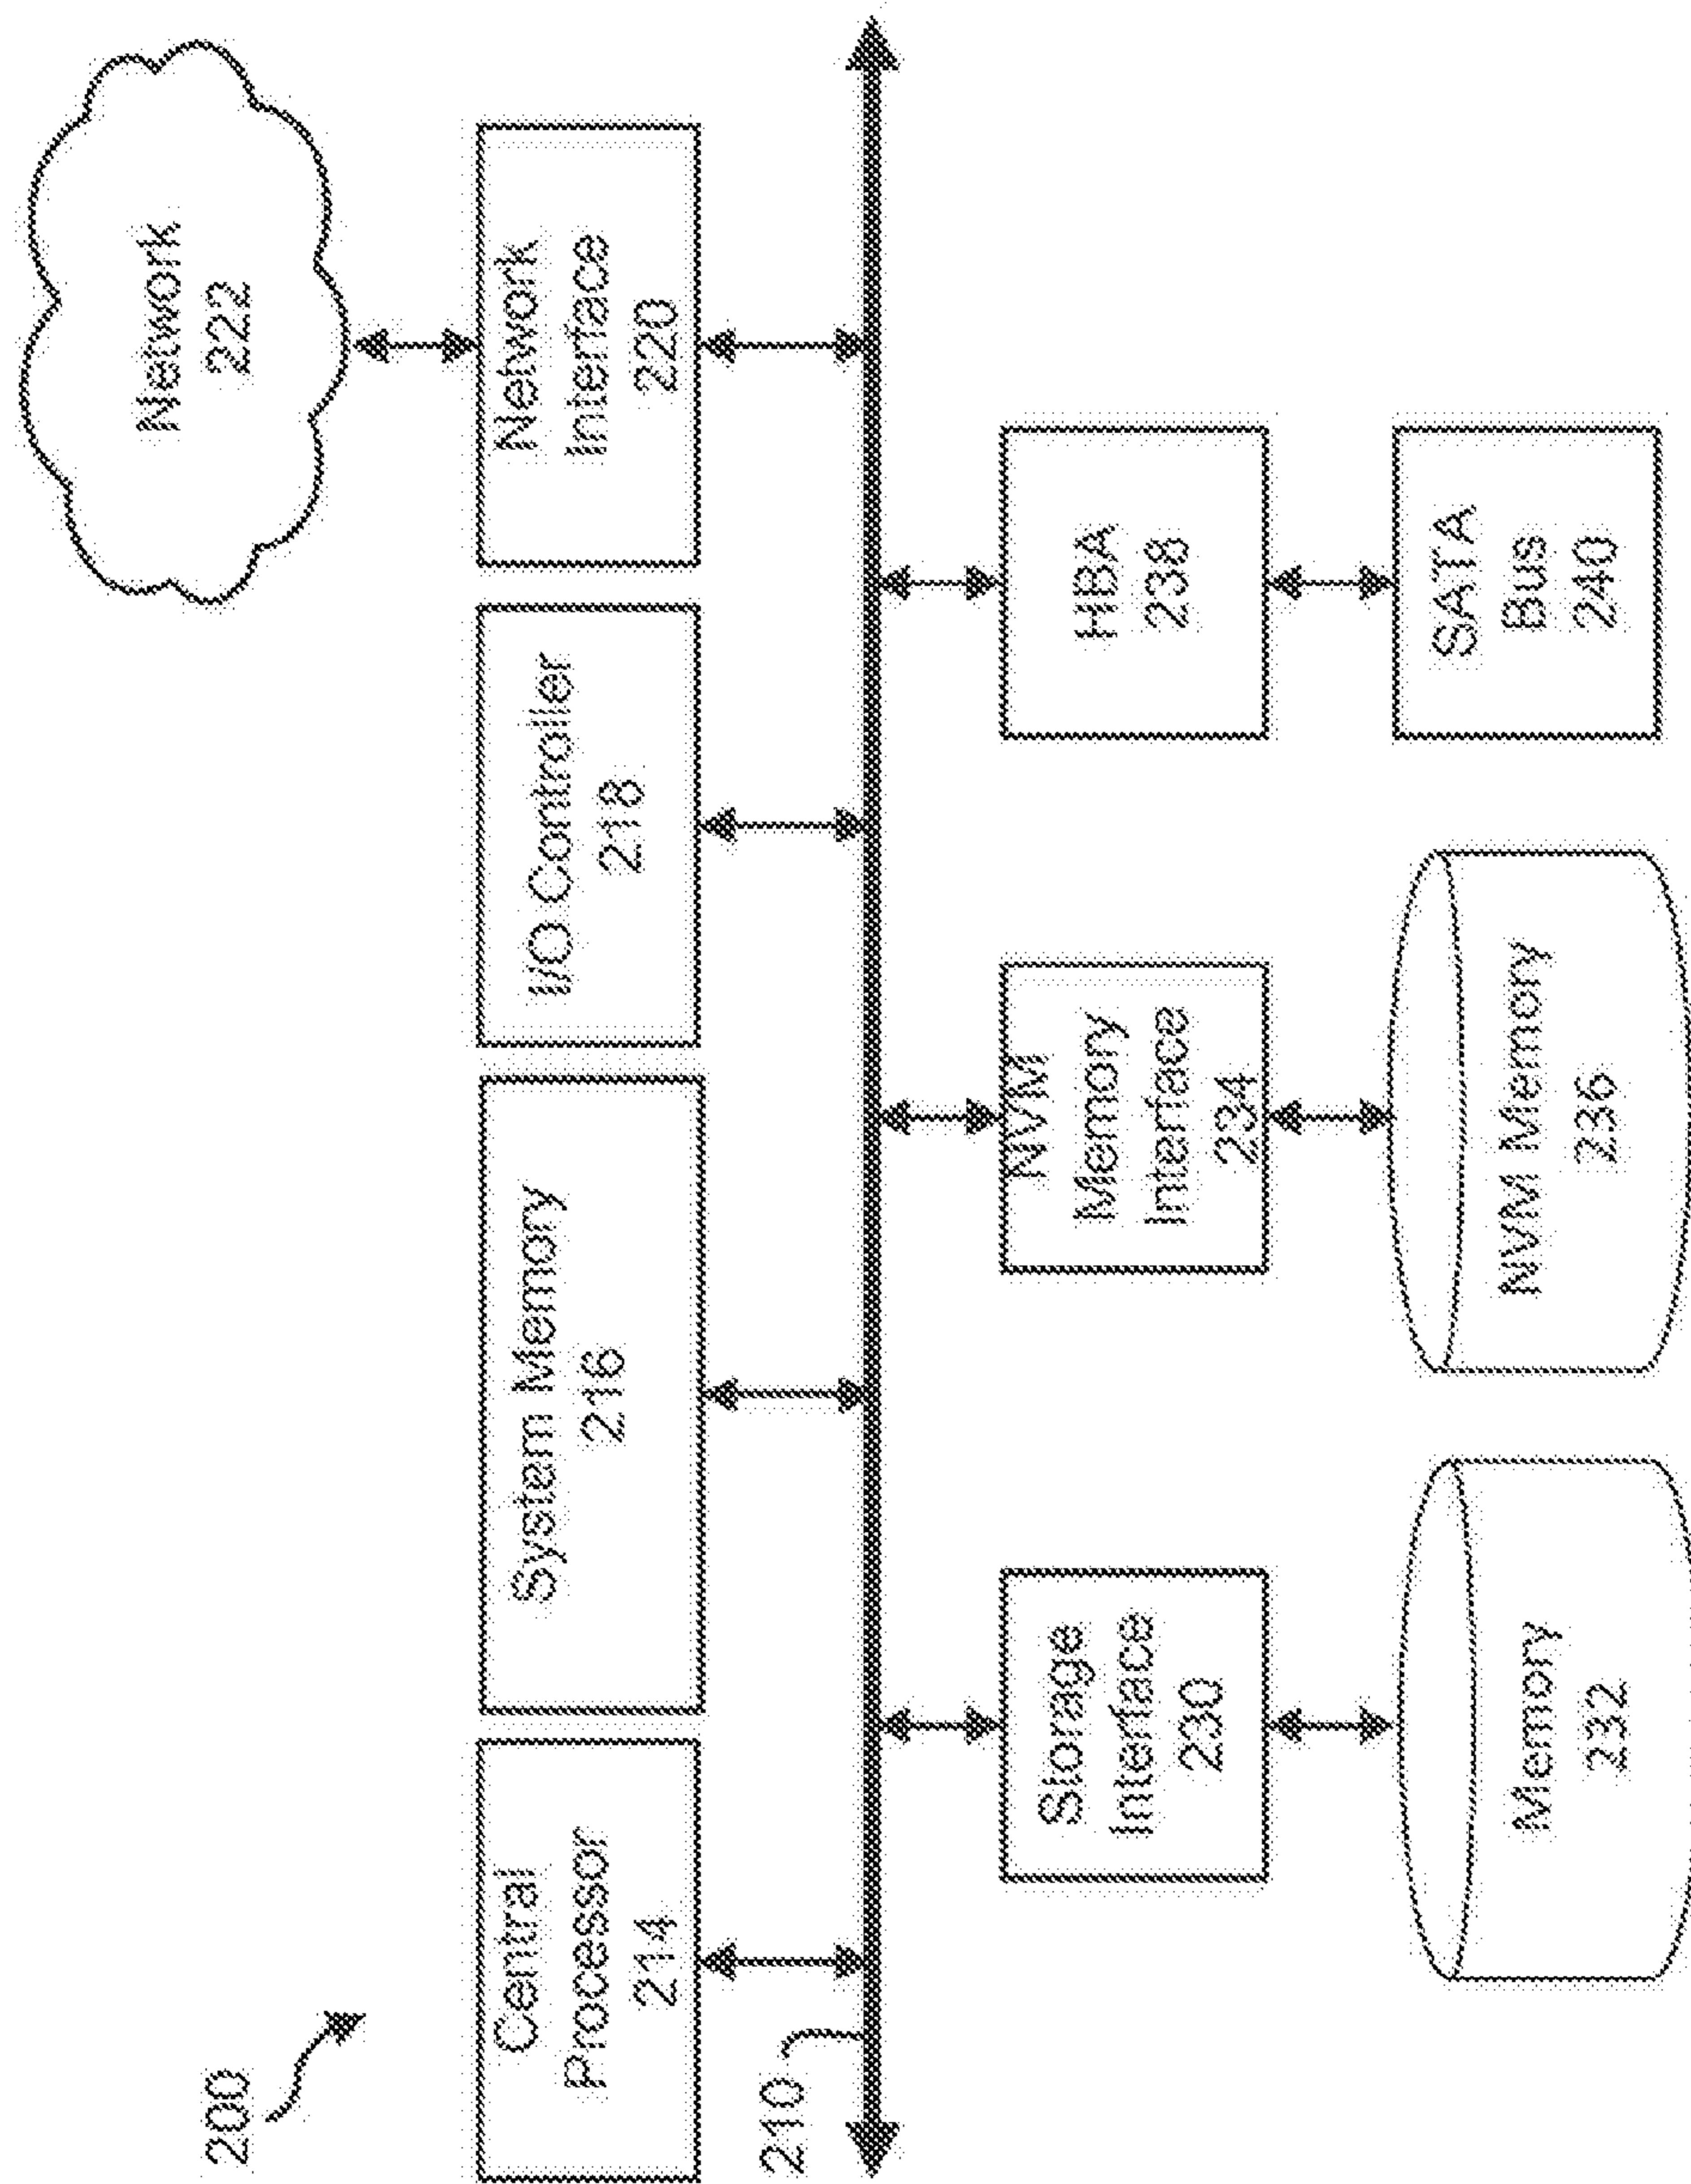 200
Network
222
Central
Processor
214
System Memory
216
I/O Controller
218
Network
Interface
220
210
Storage
Interface
230
NVM
Memory
Interface
234
HBA
238
Memory
232
NVM Memory
236
SATA
Bus
240